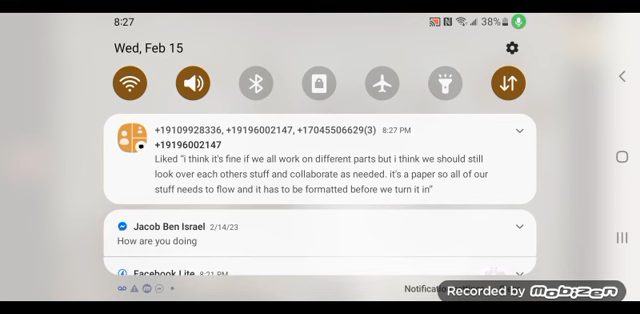 8:27
38%
Wed, Feb 15
+19109928336, +19196002147, +17045506629(3) 8:27 PM
+19196002147
Liked “i think it's fine if we all work on different parts but i think we should still
look over each others stuff and collaborate as needed. it's a paper so all of our
stuff needs to flow and it has to be formatted before we turn it in”
Jacob Ben Israel 2/14/23
How are you doing
Facebook Lite 8:21 PM
Recorded by MOBIZEN